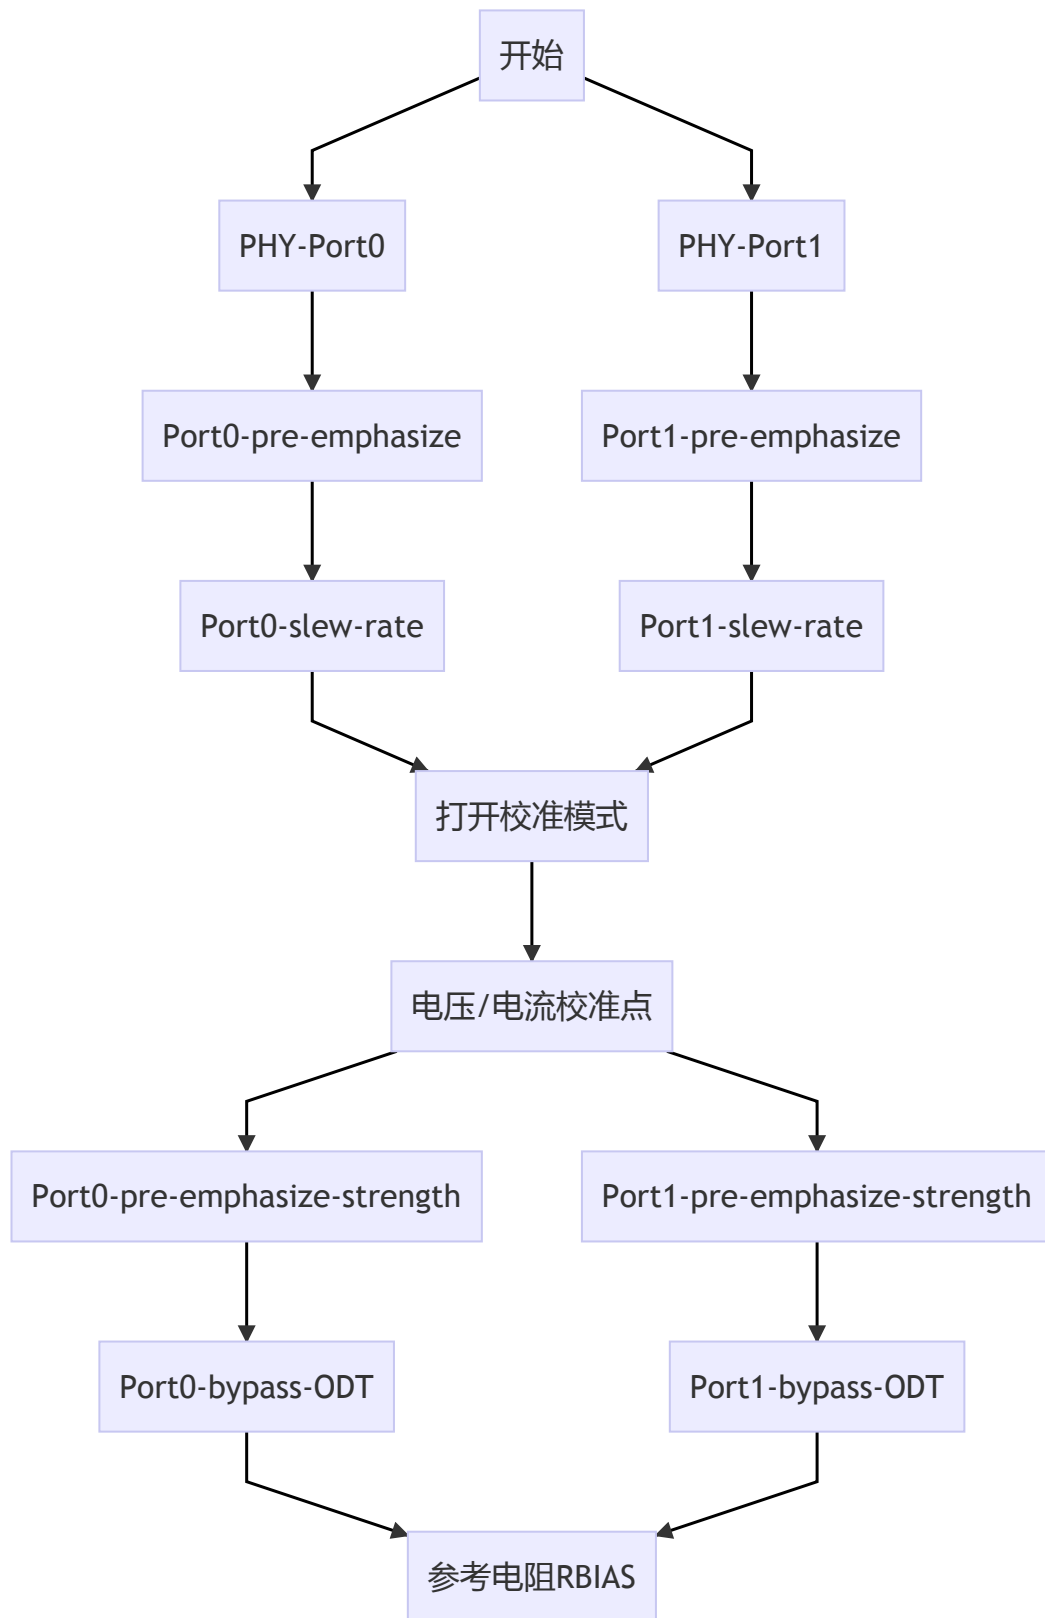 开始
PHY-Port0
PHY-Port1
Port0-pre-emphasize
Port1-pre-emphasize
Port0-slew-rate
Port1-slew-rate
打开校准模式
电压/电流校准点
Port0-pre-emphasize-strength
Port1-pre-emphasize-strength
Port0-bypass-ODT
Port1-bypass-ODT
参考电阻RBIAS